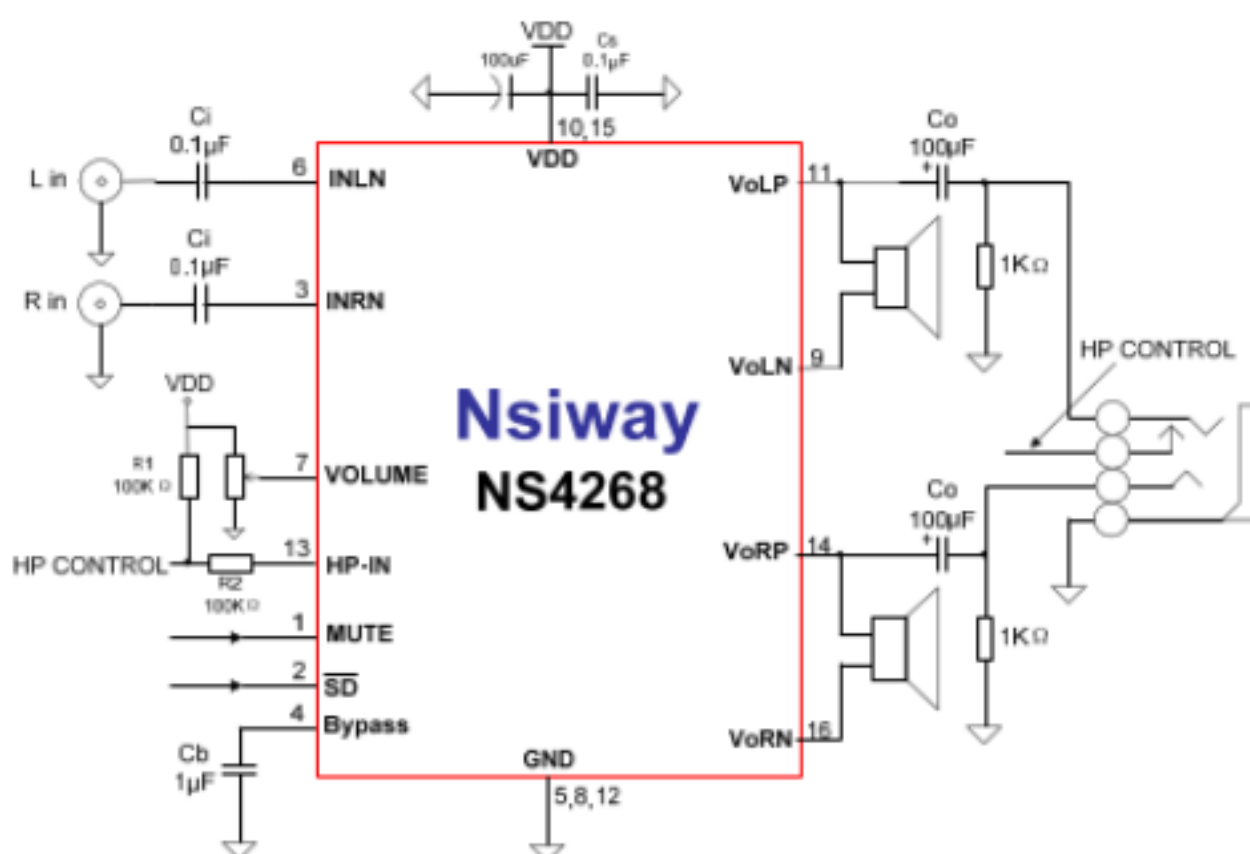 VDD
100uF
Cs
0.1μF
10,15
VDD
Ci
0.1μF
L in
6
INLN
Ci
0.1μF
R in
3
INRN
VDD
R1
100K Ω
7
VOLUME
HP CONTROL
13
HP-IN
R2
100K Ω
1
MUTE
2
SD
4
Bypass
Cb
1μF
GND
5,8,12
Nsiway
NS4268
VoLP
11
Co
+
100μF
1KΩ
VoLN
9
HP CONTROL
VoRP
14
Co
+
100μF
1KΩ
VoRN
16